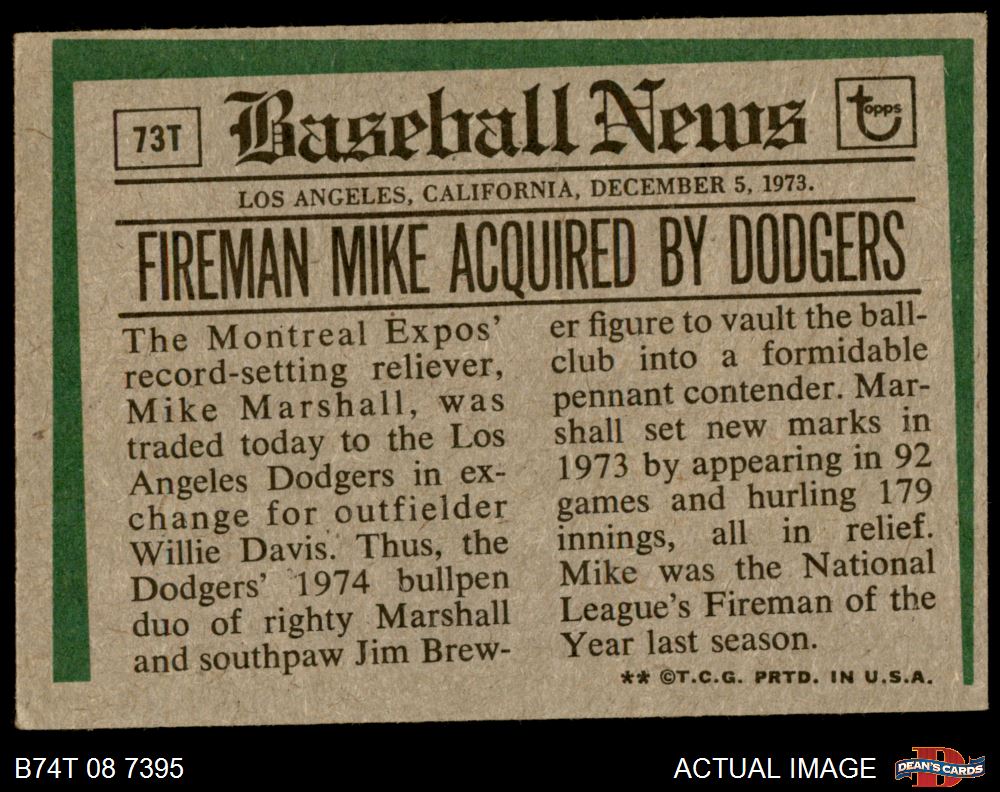 73T
Baseball News
topps
LOS ANGELES, CALIFORNIA, DECEMBER 5, 1973.
FIREMAN MIKE ACQUIRED BY DODGERS
The Montreal Expos'
record-setting reliever,
Mike Marshall, was
traded today to the Los
Angeles Dodgers in ex-
change for outfielder
Willie Davis. Thus, the
Dodgers' 1974 bullpen
duo of righty Marshall
and southpaw Jim Brew-
er figure to vault the ball-
club into a formidable
pennant contender. Mar-
shall set new marks in
1973 by appearing in 92
games and hurling 179
innings, all in relief.
Mike was the National
League's Fireman of the
Year last season.
** ©T.C.G. PRTD. IN U.S.A.
B74T 08 7395
ACTUAL IMAGE
DEAN'S CARDS